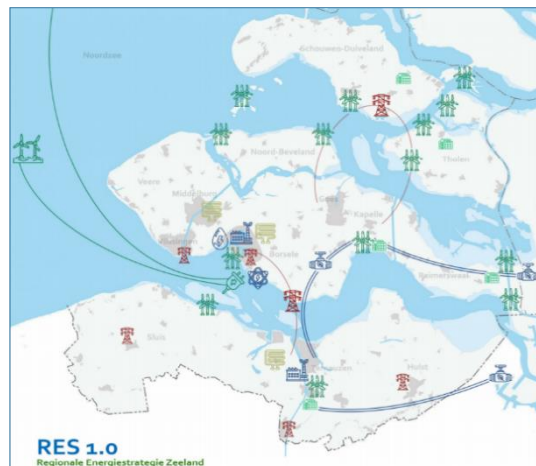 Noordzee
Schouwen-Duiveland
Noord-Beveland
Tholen
Veere
Middelburg
Goes
Kapelle
Borsele
Reimerswaal
Sluis
Hulst
RES 1.0
Regionale Energiestrategie Zeeland